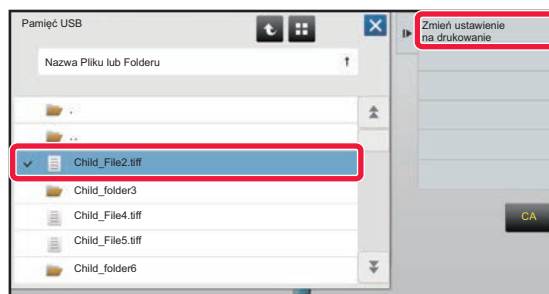 Pamięć USB
Nazwa Pliku lub Folderu
.
..
Child_File2.tiff
Child_folder3
Child_File4.tiff
Child_File5.tiff
Child_folder6
Zmień ustawienie
na drukowanie
CA